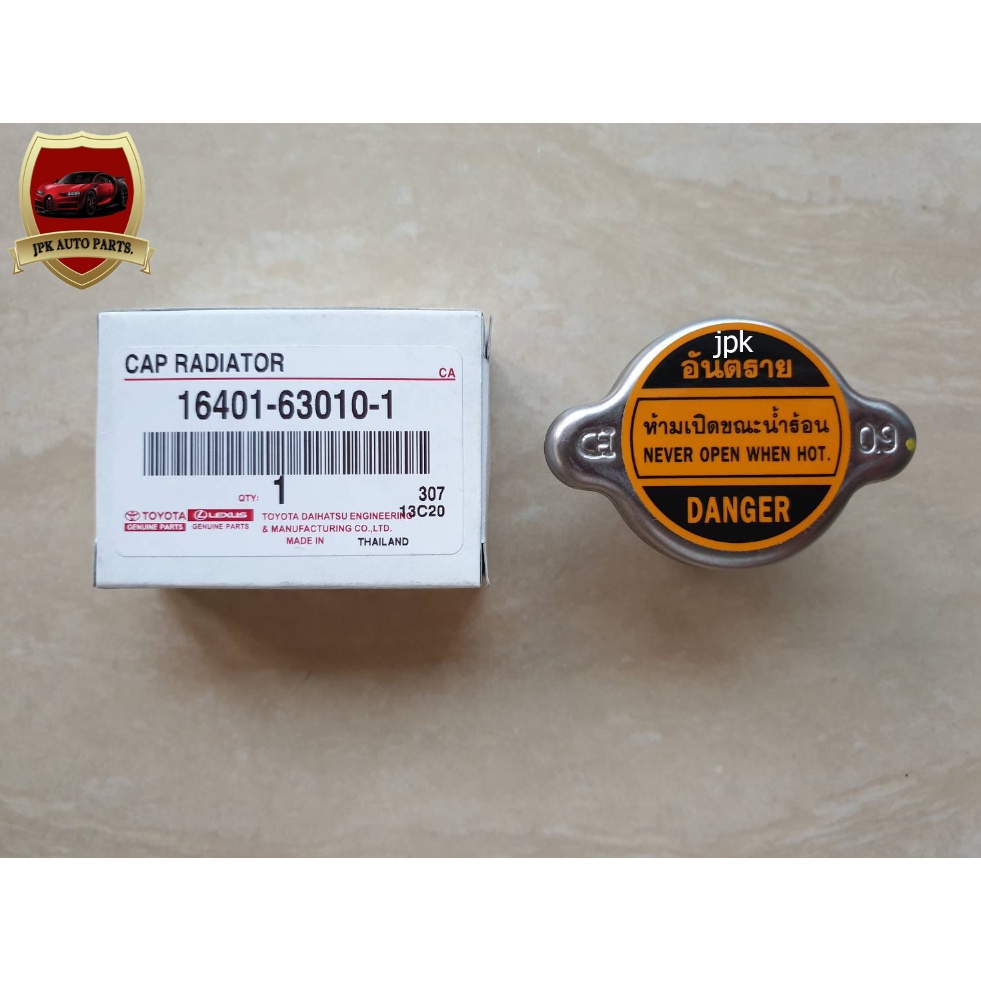 JPK AUTO PARTS.
CAP RADIATOR
CA
16401-63010-1
QTY: 1
307
13C20
TOYOTA
GENUINE PARTS
LEXUS
GENUINE PARTS
TOYOTA DAIHATSU ENGINEERING
& MANUFACTURING CO.,LTD.
MADE IN THAILAND
jpk
อันตราย
ห้ามเปิดขณะน้ำร้อน
NEVER OPEN WHEN HOT.
DANGER
0.9